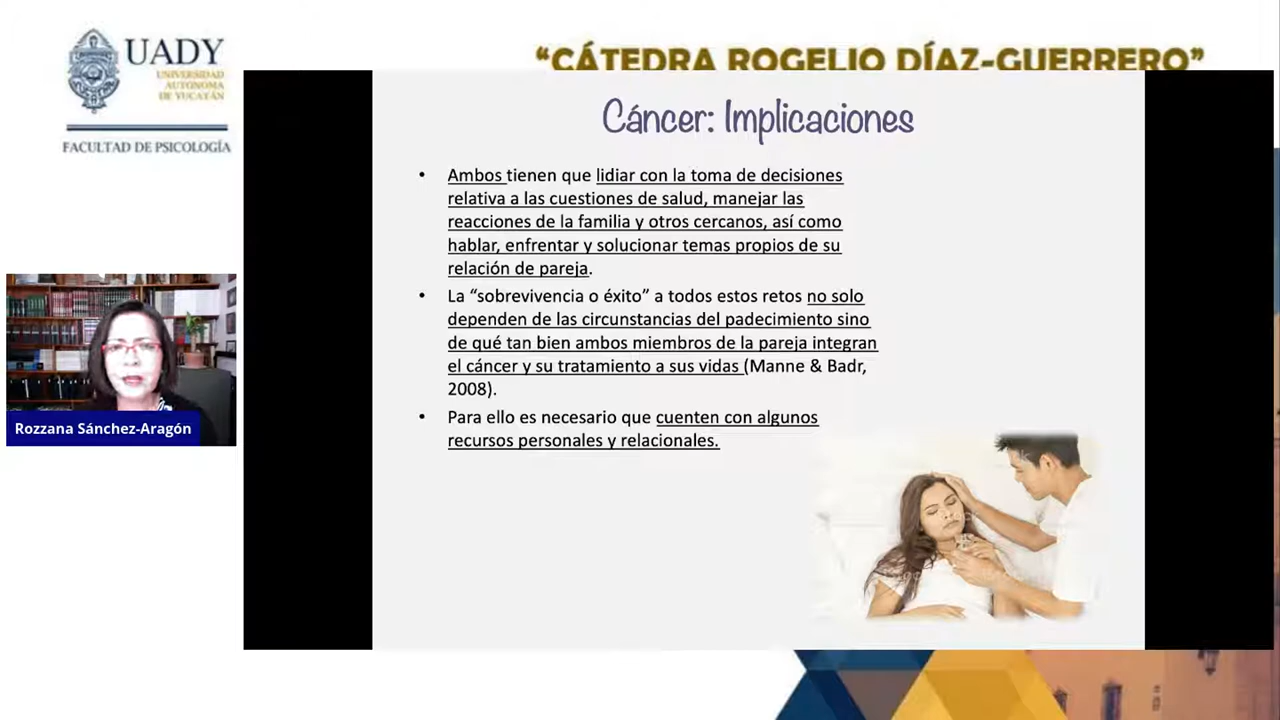 UADY
UNIVERSIDAD
AUTÓNOMA
DE YUCATÁN
FACULTAD DE PSICOLOGÍA
“CÁTEDRA ROGELIO DÍAZ-GUERRERO”
Cáncer: Implicaciones
• Ambos tienen que lidiar con la toma de decisiones
relativa a las cuestiones de salud, manejar las
reacciones de la familia y otros cercanos, así como
hablar, enfrentar y solucionar temas propios de su
relación de pareja.
• La “sobrevivencia o éxito” a todos estos retos no solo
dependen de las circunstancias del padecimiento sino
de qué tan bien ambos miembros de la pareja integran
el cáncer y su tratamiento a sus vidas (Manne & Badr,
2008).
• Para ello es necesario que cuenten con algunos
recursos personales y relacionales.
Rozzana Sánchez-Aragón